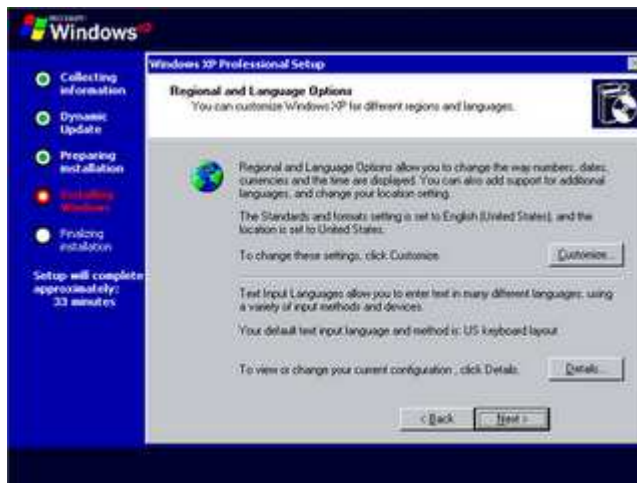 Microsoft
Windows xp
Collecting
information
Dynamic
Update
Preparing
installation
Installing
Windows
Finalizing
installation
Setup will complete
approximately:
33 minutes
Windows XP Professional Setup
Regional and Language Options
You can customize Windows XP for different regions and languages.
Regional and Language Options allow you to change the way numbers, dates,
currencies and the time are displayed. You can also add support for additional
languages, and change your location setting.
The Standards and formats setting is set to English (United States), and the
location is set to United States.
To change these settings, click Customize
Customize...
Text Input Languages allow you to enter text in many different languages, using
a variety of input methods and devices.
Your default text input language and method is: US keyboard layout
To view or change your current configuration , click Details.
Details...
< Back
Next >